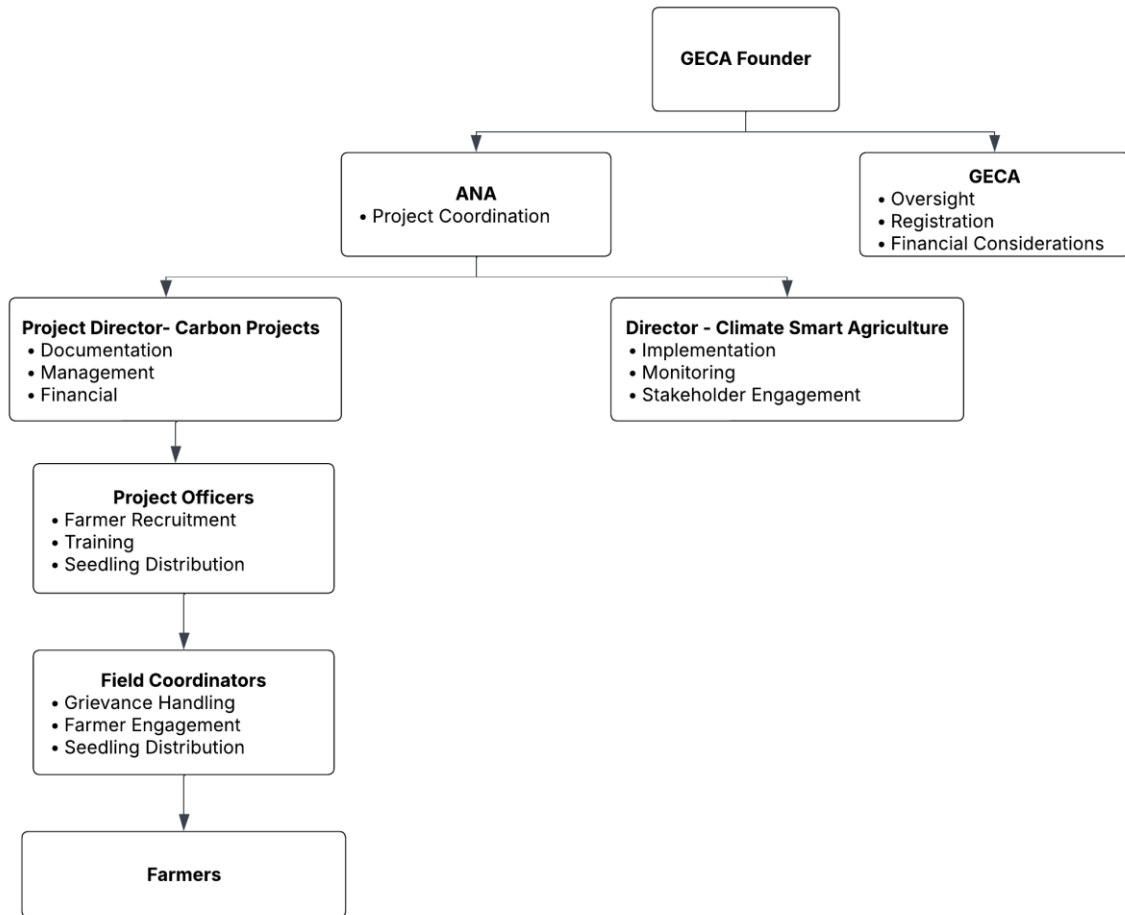 GECA Founder
ANA
• Project Coordination
GECA
• Oversight
• Registration
• Financial Considerations
Project Director- Carbon Projects
• Documentation
• Management
• Financial
Director - Climate Smart Agriculture
• Implementation
• Monitoring
• Stakeholder Engagement
Project Officers
• Farmer Recruitment
• Training
• Seedling Distribution
Field Coordinators
• Grievance Handling
• Farmer Engagement
• Seedling Distribution
Farmers